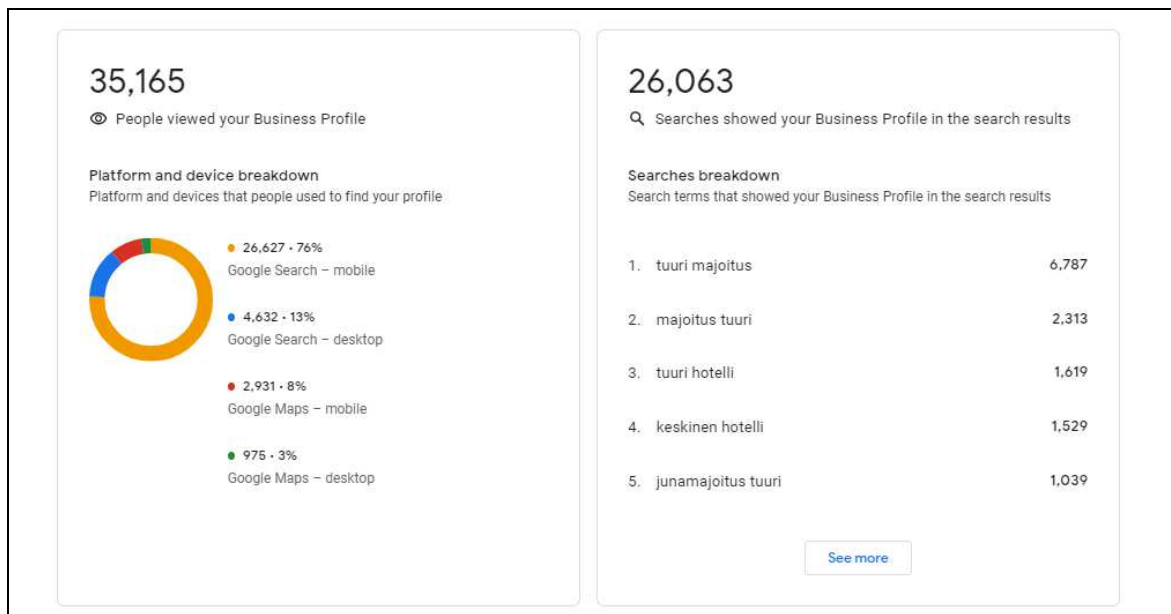 35,165
People viewed your Business Profile
Platform and device breakdown
Platform and devices that people used to find your profile
26,627 · 76%
Google Search – mobile
4,632 · 13%
Google Search – desktop
2,931 · 8%
Google Maps – mobile
975 · 3%
Google Maps – desktop
26,063
Searches showed your Business Profile in the search results
Searches breakdown
Search terms that showed your Business Profile in the search results
1. tuuri majoitus 6,787
2. majoitus tuuri 2,313
3. tuuri hotelli 1,619
4. keskinen hotelli 1,529
5. junamajoitus tuuri 1,039
See more